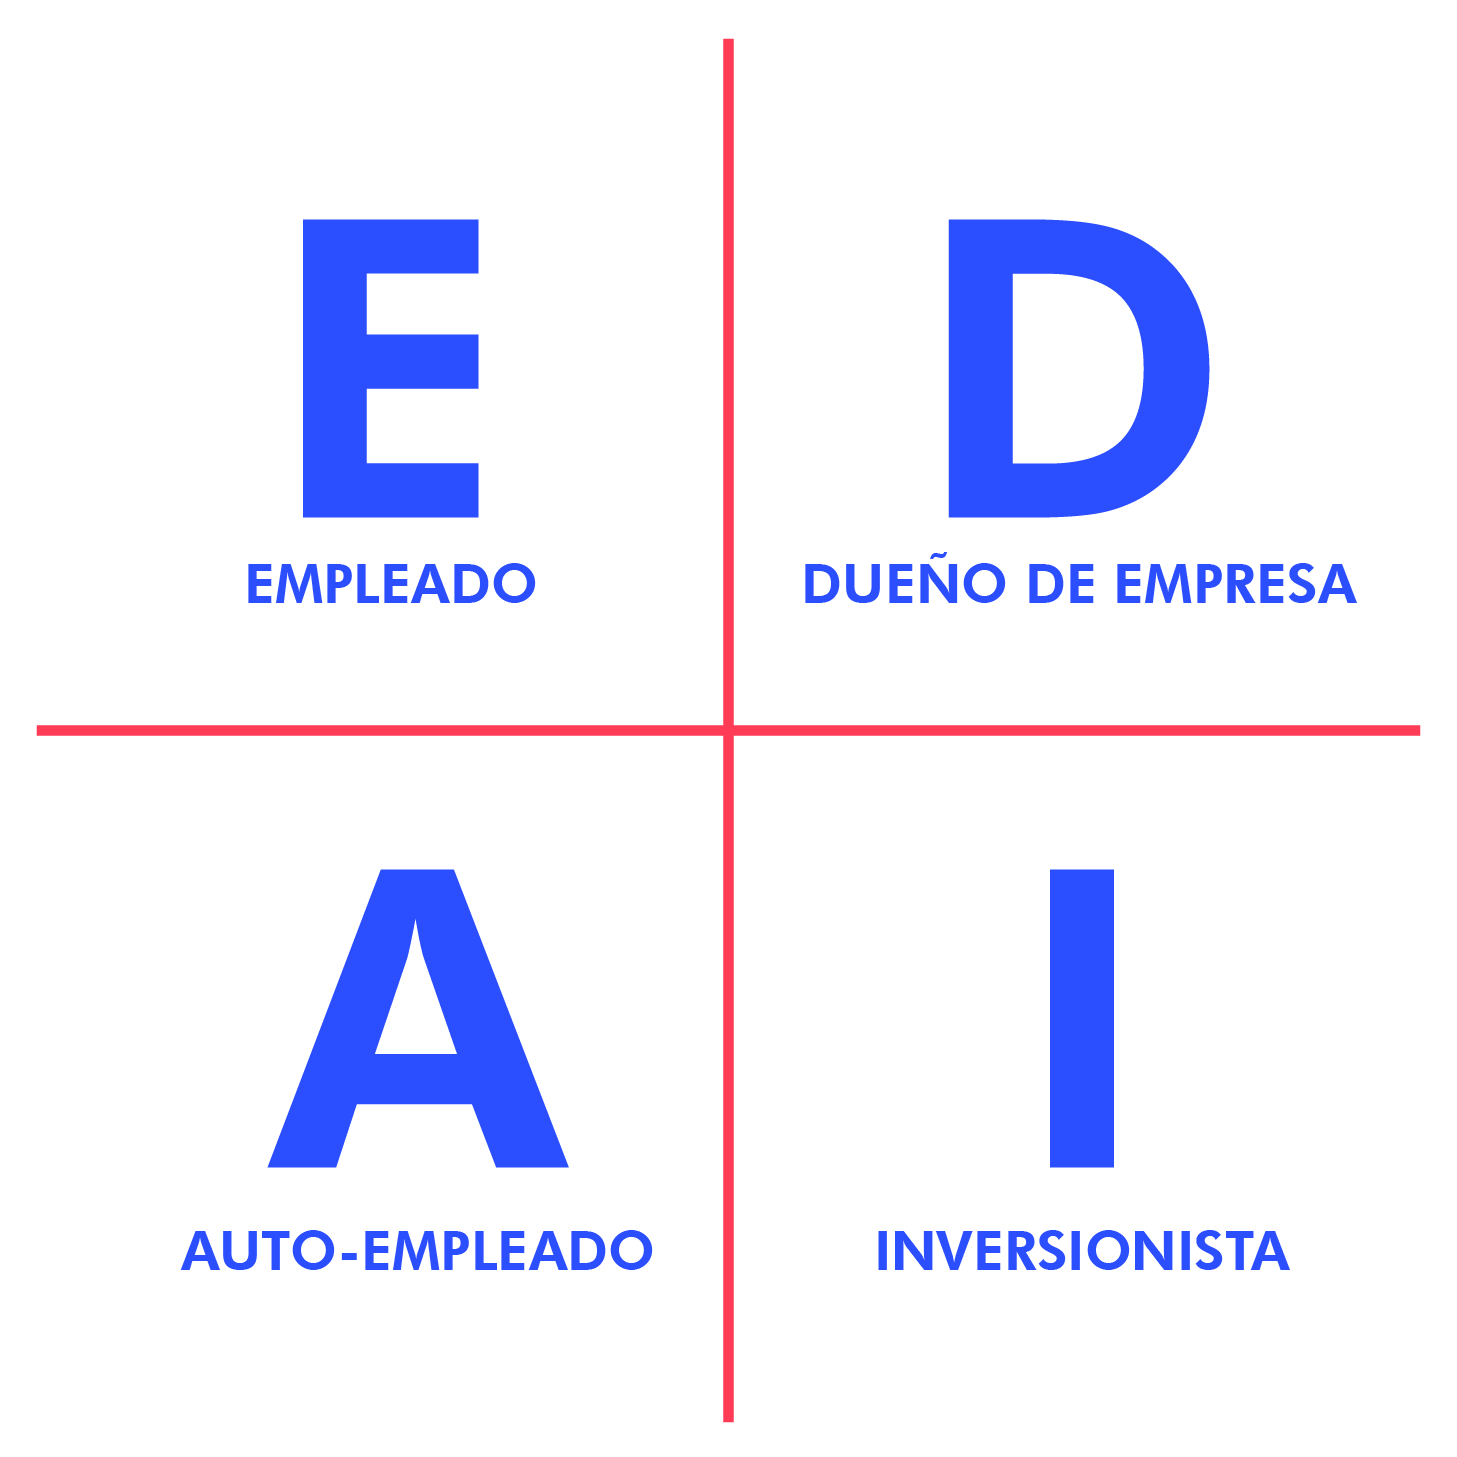 E
EMPLEADO
D
DUEÑO DE EMPRESA
A
AUTO-EMPLEADO
I
INVERSIONISTA